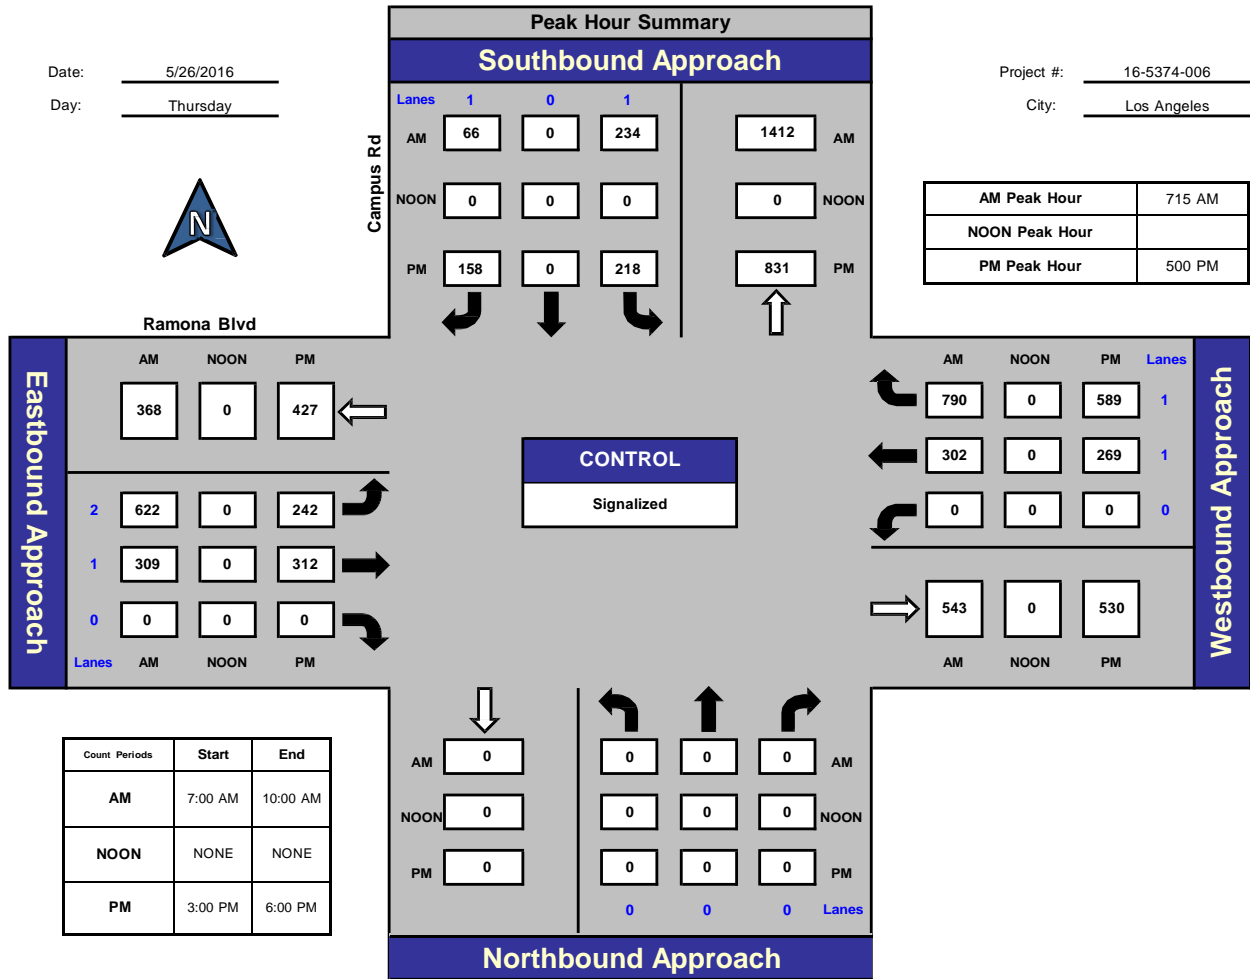 Peak Hour Summary
Southbound Approach
Date: 5/26/2016
Day: Thursday
Project #: 16-5374-006
City: Los Angeles
N
Campus Rd
Lanes 1 0 1
AM 66 0 234 1412 AM
NOON 0 0 0 0 NOON
PM 158 0 218 831 PM
AM Peak Hour 715 AM
NOON Peak Hour
PM Peak Hour 500 PM
Ramona Blvd
Eastbound Approach
AM NOON PM
368 0 427
2 622 0 242
1 309 0 312
0 0 0 0
Lanes AM NOON PM
CONTROL
Signalized
AM NOON PM Lanes
790 0 589 1
302 0 269 1
0 0 0 0
543 0 530
AM NOON PM
Westbound Approach
Count Periods Start End
AM 7:00 AM 10:00 AM
NOON NONE NONE
PM 3:00 PM 6:00 PM
AM 0 0 0 0 AM
NOON 0 0 0 0 NOON
PM 0 0 0 0 PM
0 0 0 Lanes
Northbound Approach